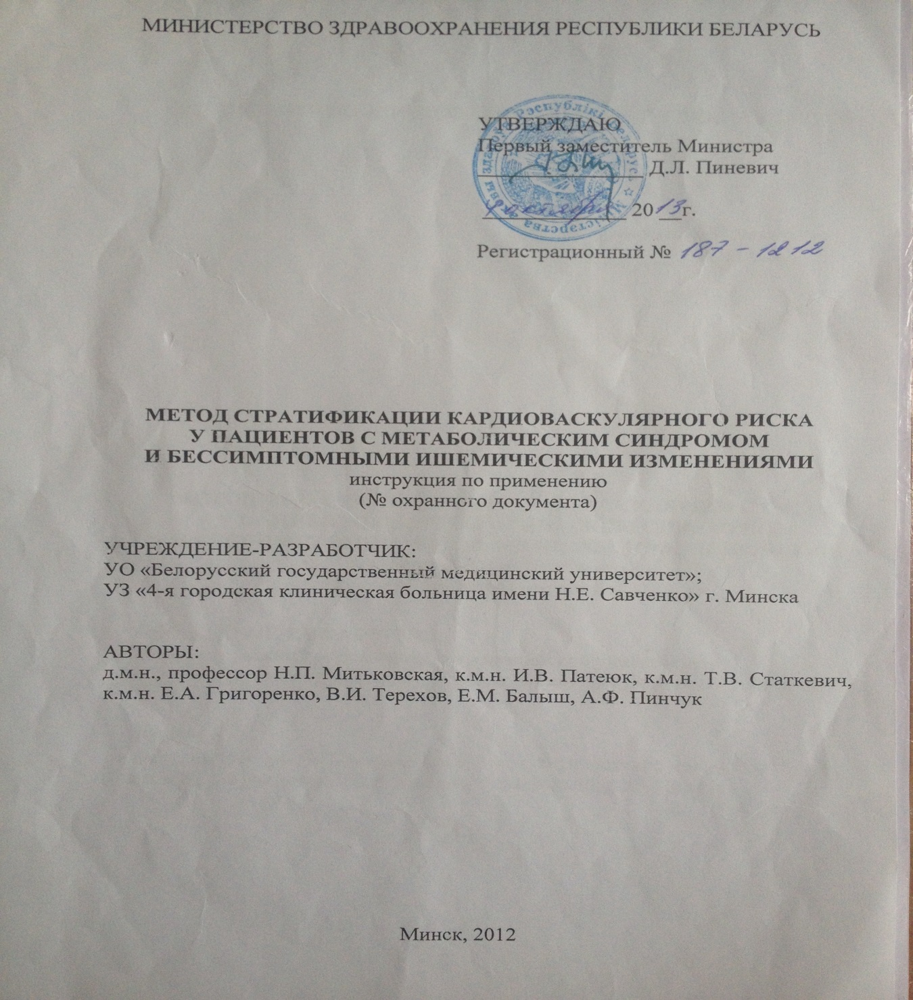 МИНИСТЕРСТВО ЗДРАВООХРАНЕНИЯ РЕСПУБЛИКИ БЕЛАРУСЬ
УТВЕРЖДАЮ
Первый заместитель Министра
Д.Л. Пиневич
октября 2013г.
Регистрационный № 187 – 1212
МЕТОД СТРАТИФИКАЦИИ КАРДИОВАСКУЛЯРНОГО РИСКА
У ПАЦИЕНТОВ С МЕТАБОЛИЧЕСКИМ СИНДРОМОМ
И БЕССИМПТОМНЫМИ ИШЕМИЧЕСКИМИ ИЗМЕНЕНИЯМИ
инструкция по применению
(№ охранного документа)
УЧРЕЖДЕНИЕ-РАЗРАБОТЧИК:
УО «Белорусский государственный медицинский университет»;
УЗ «4-я городская клиническая больница имени Н.Е. Савченко» г. Минска
АВТОРЫ:
д.м.н., профессор Н.П. Митьковская, к.м.н. И.В. Патеюк, к.м.н. Т.В. Статкевич,
к.м.н. Е.А. Григоренко, В.И. Терехов, Е.М. Балыш, А.Ф. Пинчук
Минск, 2012